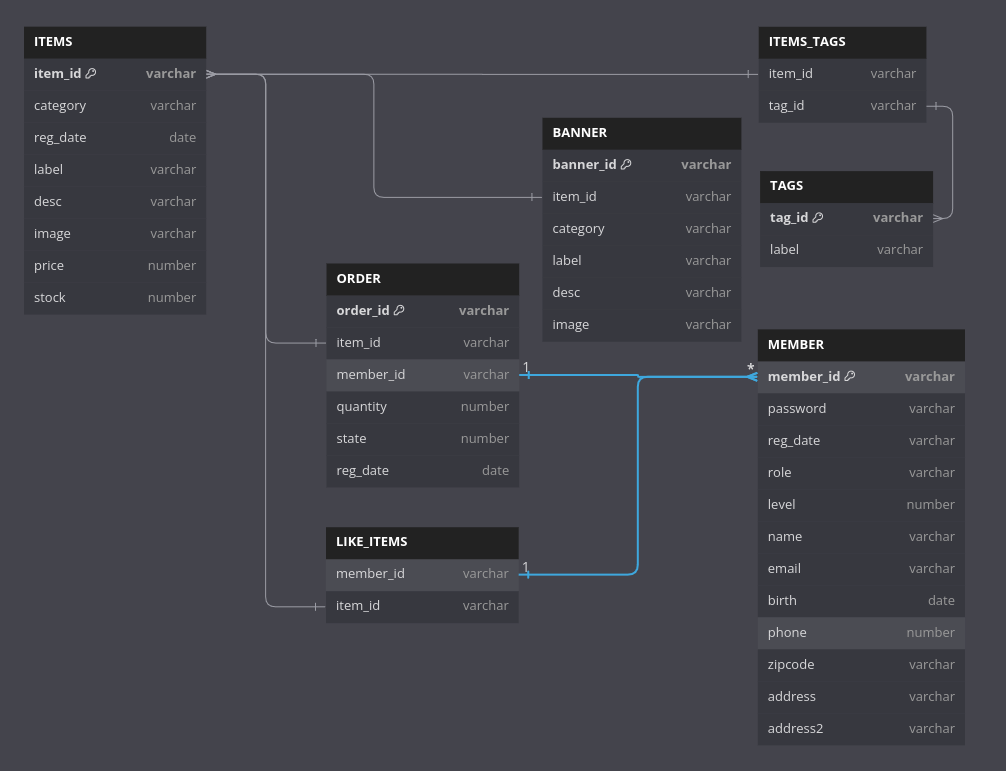 ITEMS
item_id varchar
category varchar
reg_date date
label varchar
desc varchar
image varchar
price number
stock number
ITEMS_TAGS
item_id varchar
tag_id varchar
BANNER
banner_id varchar
item_id varchar
category varchar
label varchar
desc varchar
image varchar
TAGS
tag_id varchar
label varchar
ORDER
order_id varchar
item_id varchar
member_id varchar
quantity number
state number
reg_date date
1
*
MEMBER
member_id varchar
password varchar
reg_date varchar
role varchar
level number
name varchar
email varchar
birth date
phone number
zipcode varchar
address varchar
address2 varchar
LIKE_ITEMS
member_id varchar
item_id varchar
1